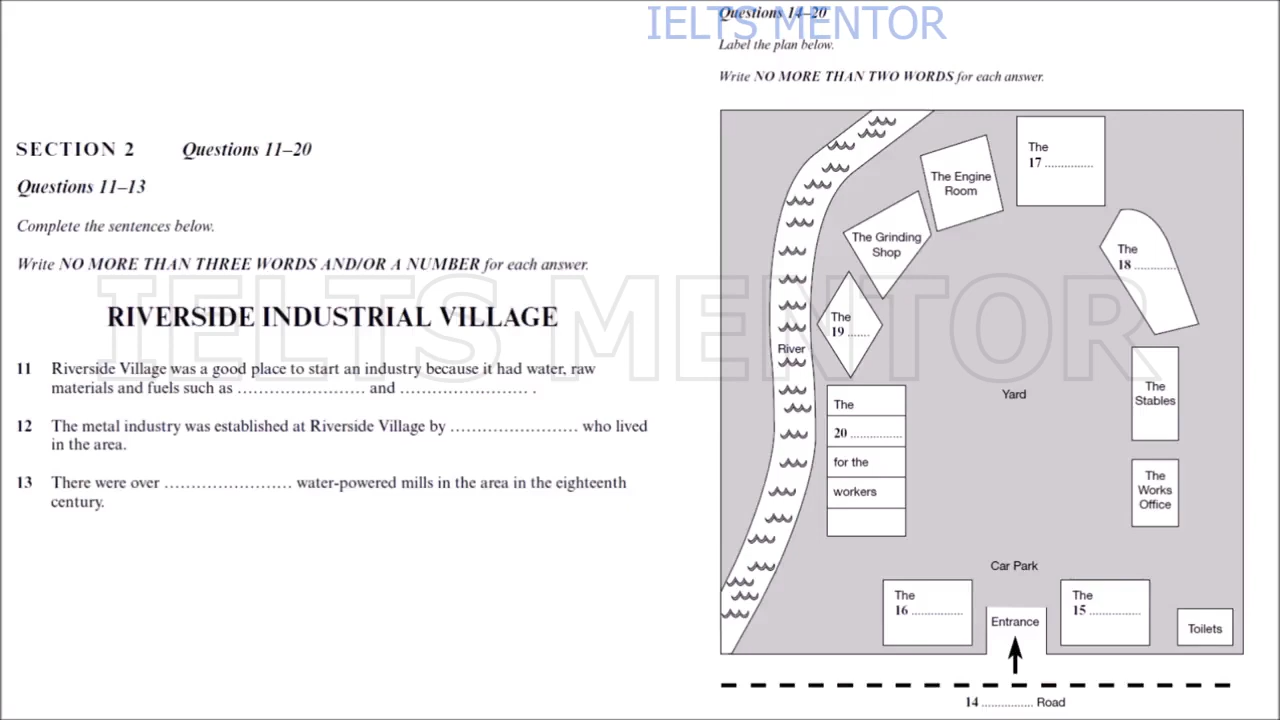 IELTS MENTOR
SECTION 2 Questions 11–20
Questions 11–13
Complete the sentences below.
Write NO MORE THAN THREE WORDS AND/OR A NUMBER for each answer.
RIVERSIDE INDUSTRIAL VILLAGE
11 Riverside Village was a good place to start an industry because it had water, raw
materials and fuels such as ........................ and ........................ .
12 The metal industry was established at Riverside Village by ........................ who lived
in the area.
13 There were over ........................ water-powered mills in the area in the eighteenth
century.
Questions 14–20
Label the plan below.
Write NO MORE THAN TWO WORDS for each answer.
The
17 ...............
The Engine
Room
The Grinding
Shop
The
18 .............
The
19 .......
River
The
Stables
Yard
The
20 ................
for the
workers
The
Works
Office
Car Park
The
16 ................
Entrance
The
15 ................
Toilets
14 ................ Road
IELTS MENTOR